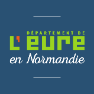 DÉPARTEMENT DE
L'EURE
en Normandie